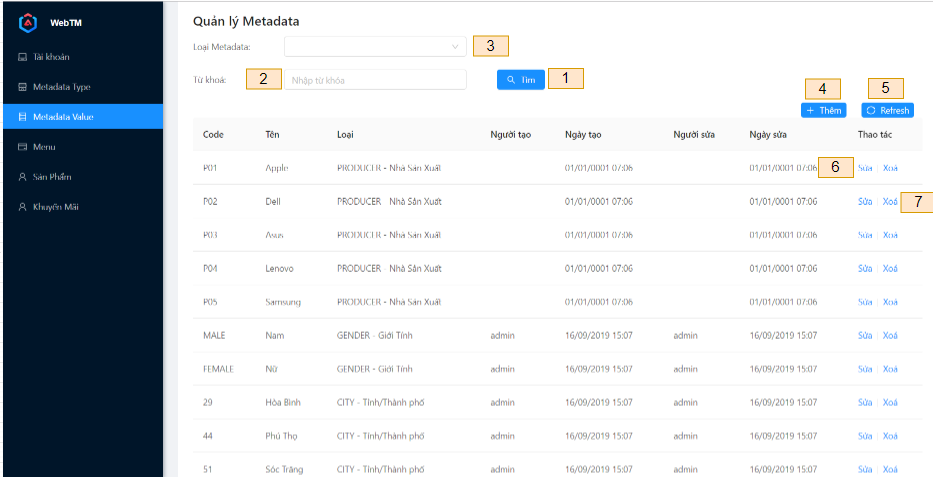 WebTM
Tài khoản
Metadata Type
Metadata Value
Menu
Sản Phẩm
Khuyến Mãi
Quản lý Metadata
Loại Metadata: 3
Từ khoá: 2 Nhập từ khóa Tìm 1
4 5
+ Thêm Refresh
Code Tên Loại Người tạo Ngày tạo Người sửa Ngày sửa Thao tác
P01 Apple PRODUCER - Nhà Sản Xuất 01/01/0001 07:06 01/01/0001 07:06 6 Sửa Xoá
P02 Dell PRODUCER - Nhà Sản Xuất 01/01/0001 07:06 01/01/0001 07:06 Sửa Xoá 7
P03 Asus PRODUCER - Nhà Sản Xuất 01/01/0001 07:06 01/01/0001 07:06 Sửa Xoá
P04 Lenovo PRODUCER - Nhà Sản Xuất 01/01/0001 07:06 01/01/0001 07:06 Sửa Xoá
P05 Samsung PRODUCER - Nhà Sản Xuất 01/01/0001 07:06 01/01/0001 07:06 Sửa Xoá
MALE Nam GENDER - Giới Tính admin 16/09/2019 15:07 admin 16/09/2019 15:07 Sửa Xoá
FEMALE Nữ GENDER - Giới Tính admin 16/09/2019 15:07 admin 16/09/2019 15:07 Sửa Xoá
29 Hòa Bình CITY - Tỉnh/Thành phố admin 16/09/2019 15:07 admin 16/09/2019 15:07 Sửa Xoá
44 Phú Thọ CITY - Tỉnh/Thành phố admin 16/09/2019 15:07 admin 16/09/2019 15:07 Sửa Xoá
51 Sóc Trăng CITY - Tỉnh/Thành phố admin 16/09/2019 15:07 admin 16/09/2019 15:07 Sửa Xoá